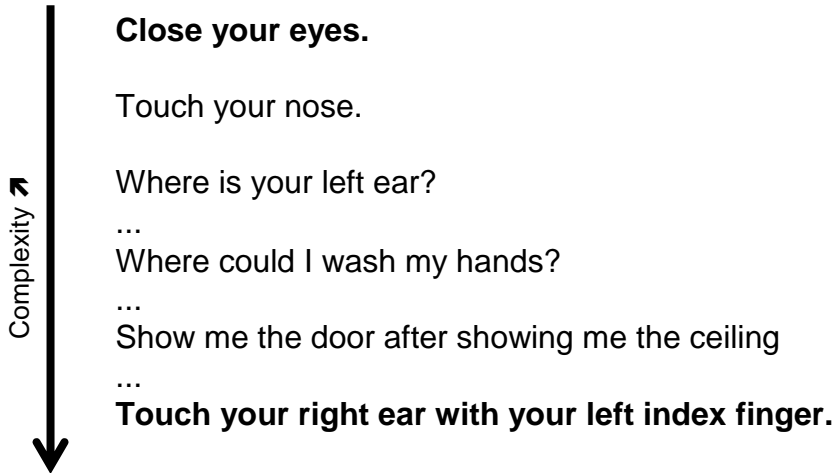 Close your eyes.
Touch your nose.
Where is your left ear?
...
Where could I wash my hands?
...
Show me the door after showing me the ceiling
...
Touch your right ear with your left index finger.
Complexity ↗